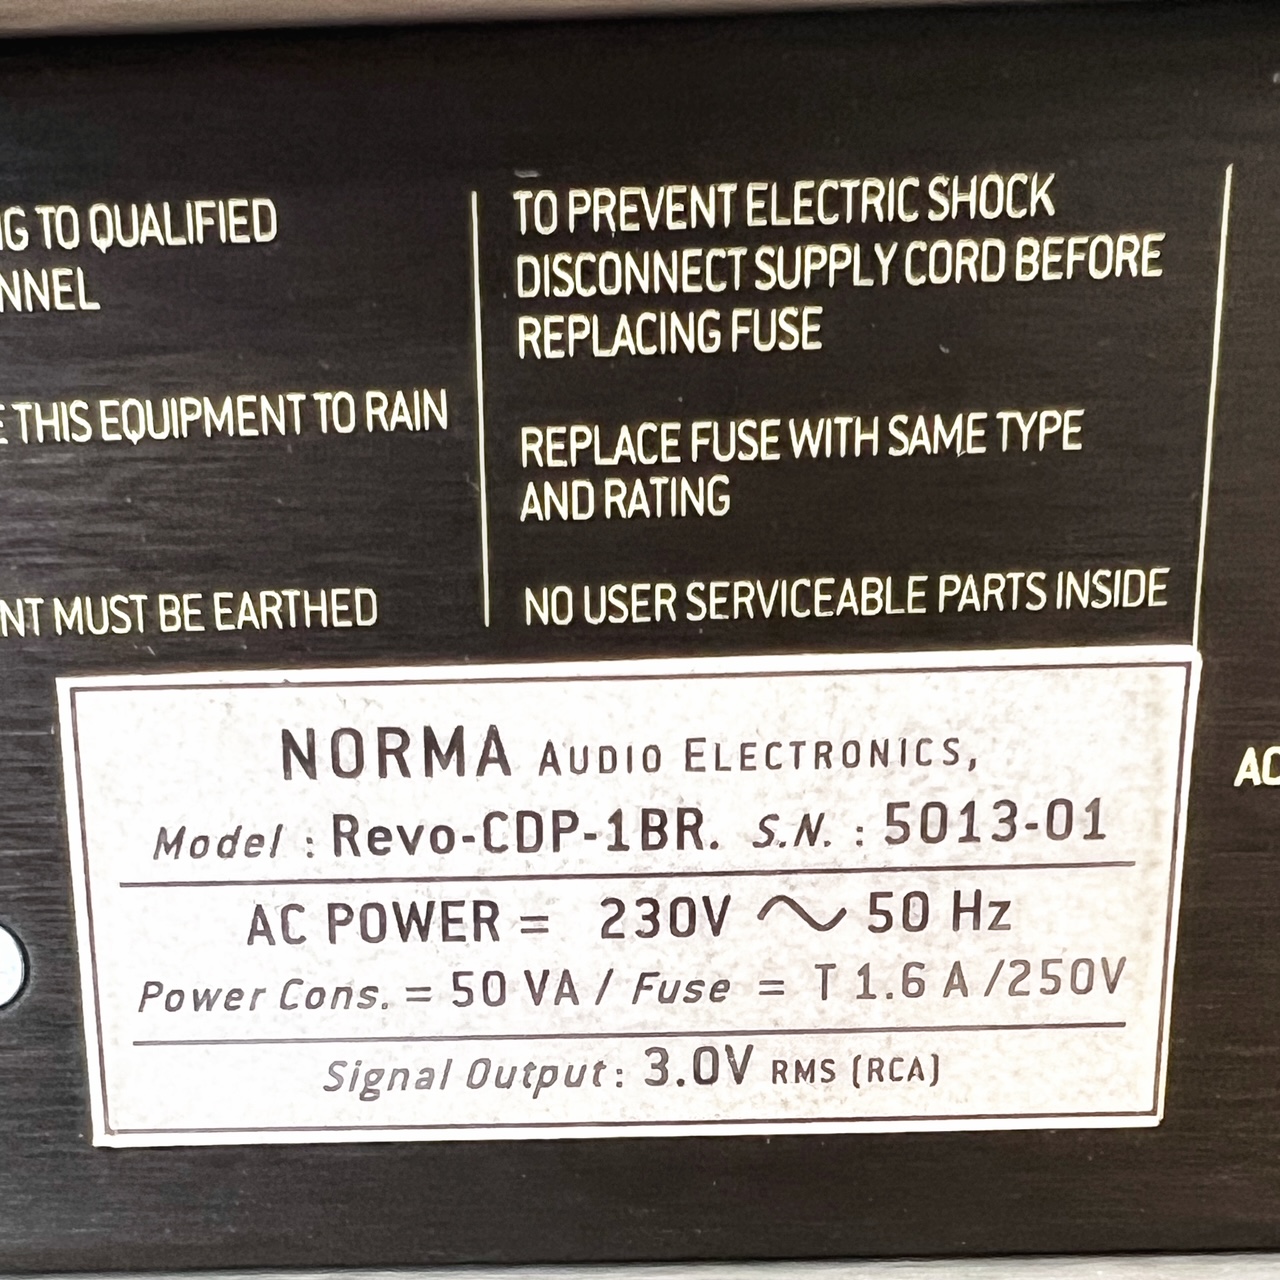 NG TO QUALIFIED
NNEL
E THIS EQUIPMENT TO RAIN
NT MUST BE EARTHED
TO PREVENT ELECTRIC SHOCK
DISCONNECT SUPPLY CORD BEFORE
REPLACING FUSE
REPLACE FUSE WITH SAME TYPE
AND RATING
NO USER SERVICEABLE PARTS INSIDE
AC
NORMA AUDIO ELECTRONICS,
Model : Revo-CDP-1BR. S.N. : 5013-01
AC POWER = 230V ~ 50 Hz
Power Cons. = 50 VA / Fuse = T 1.6 A /250V
Signal Output: 3.0V RMS (RCA)